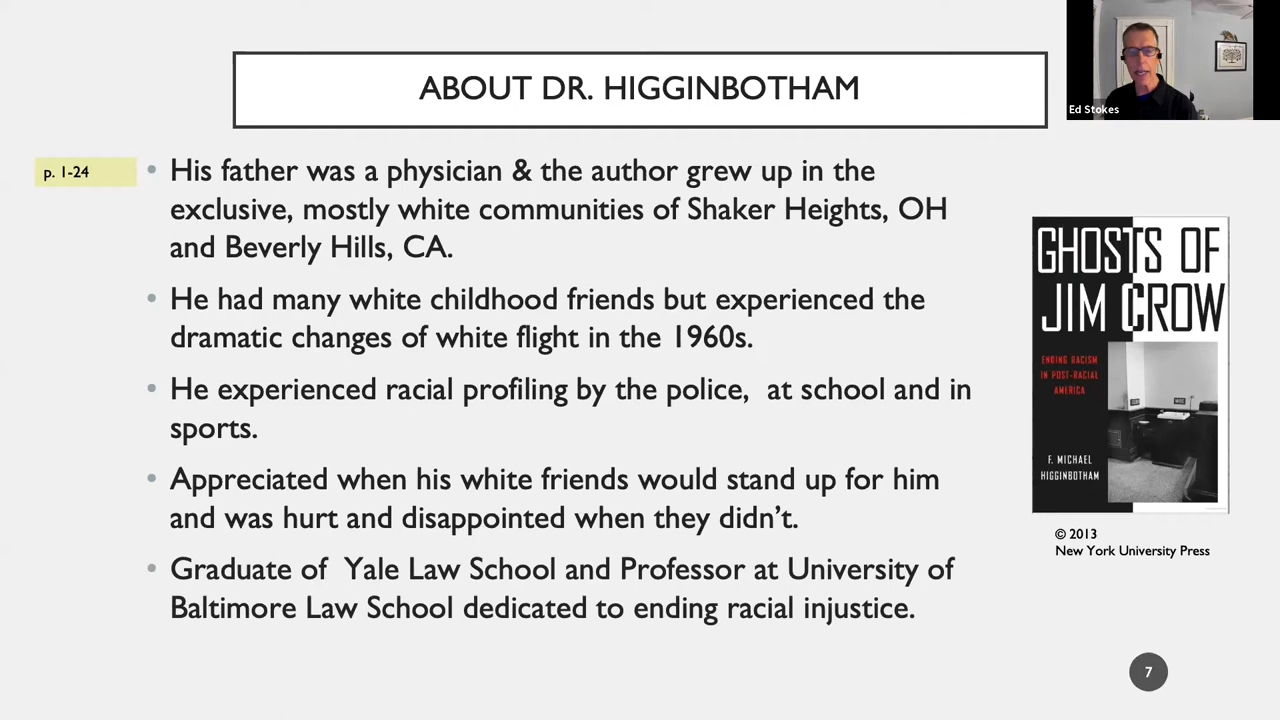 ABOUT DR. HIGGINBOTHAM
Ed Stokes
p. 1-24
• His father was a physician & the author grew up in the
exclusive, mostly white communities of Shaker Heights, OH
and Beverly Hills, CA.
• He had many white childhood friends but experienced the
dramatic changes of white flight in the 1960s.
• He experienced racial profiling by the police,  at school and in
sports.
• Appreciated when his white friends would stand up for him
and was hurt and disappointed when they didn't.
• Graduate of  Yale Law School and Professor at University of
Baltimore Law School dedicated to ending racial injustice.
GHOSTS OF
JIM CROW
ENDING RACISM
IN POST-RACIAL
AMERICA
F. MICHAEL
HIGGINBOTHAM
© 2013
New York University Press
7